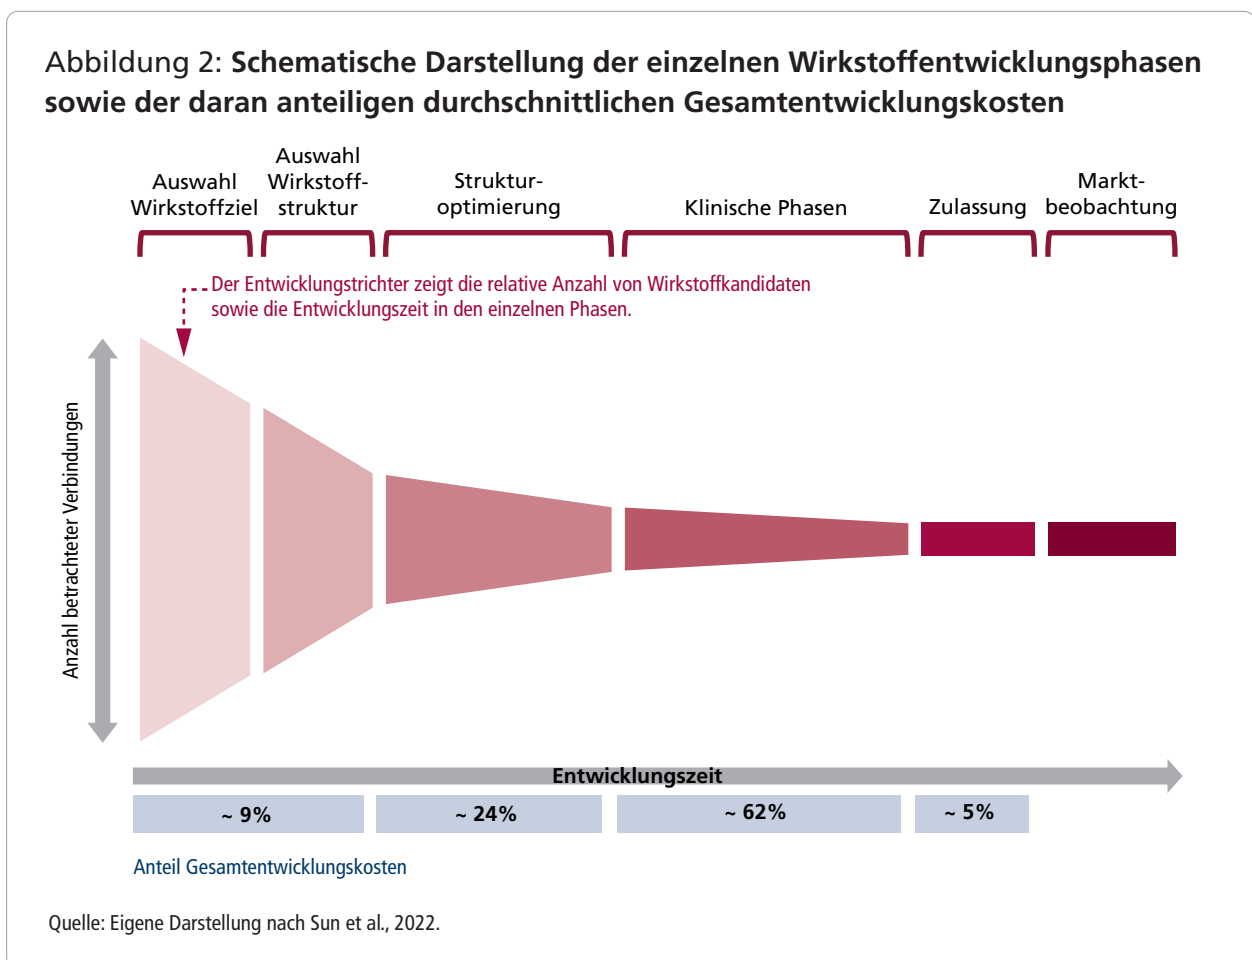 Abbildung 2: Schematische Darstellung der einzelnen Wirkstoffentwicklungsphasen
sowie der daran anteiligen durchschnittlichen Gesamtentwicklungskosten
Auswahl
Wirkstoffziel
Auswahl
Wirkstoff-
struktur
Struktur-
optimierung
Klinische Phasen
Zulassung
Markt-
beobachtung
Der Entwicklungstrichter zeigt die relative Anzahl von Wirkstoffkandidaten
sowie die Entwicklungszeit in den einzelnen Phasen.
Anzahl betrachteter Verbindungen
Entwicklungszeit
~ 9%
~ 24%
~ 62%
~ 5%
Anteil Gesamtentwicklungskosten
Quelle: Eigene Darstellung nach Sun et al., 2022.